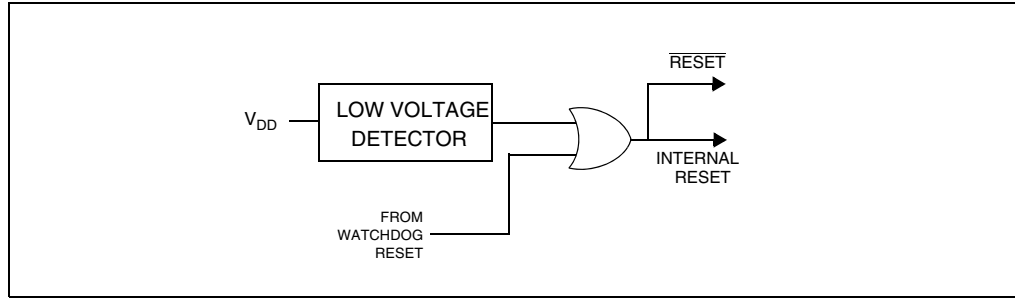 RESET
V_DD
LOW VOLTAGE
DETECTOR
INTERNAL
RESET
FROM
WATCHDOG
RESET